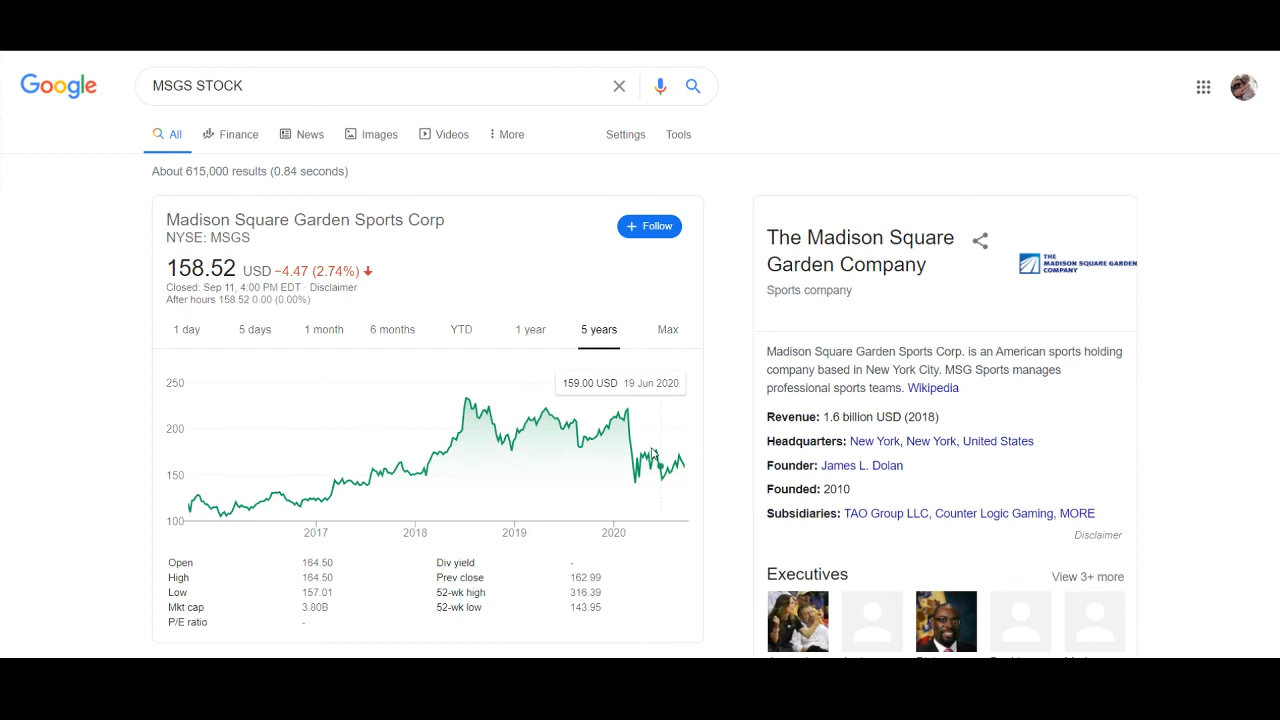 Google
MSGS STOCK
All Finance News Images Videos More Settings Tools
About 615,000 results (0.84 seconds)
Madison Square Garden Sports Corp
NYSE: MSGS
Follow
158.52 USD −4.47 (2.74%)
Closed: Sep 11, 4:00 PM EDT · Disclaimer
After hours 158.52 0.00 (0.00%)
1 day 5 days 1 month 6 months YTD 1 year 5 years Max
159.00 USD 19 Jun 2020
250
200
150
100
2017 2018 2019 2020
Open 164.50 Div yield -
High 164.50 Prev close 162.99
Low 157.01 52-wk high 316.39
Mkt cap 3.80B 52-wk low 143.95
P/E ratio -
The Madison Square
Garden Company
Sports company
THE
MADISON SQUARE GARDEN
COMPANY
Madison Square Garden Sports Corp. is an American sports holding
company based in New York City. MSG Sports manages
professional sports teams. Wikipedia
Revenue: 1.6 billion USD (2018)
Headquarters: New York, New York, United States
Founder: James L. Dolan
Founded: 2010
Subsidiaries: TAO Group LLC, Counter Logic Gaming, MORE
Disclaimer
Executives View 3+ more